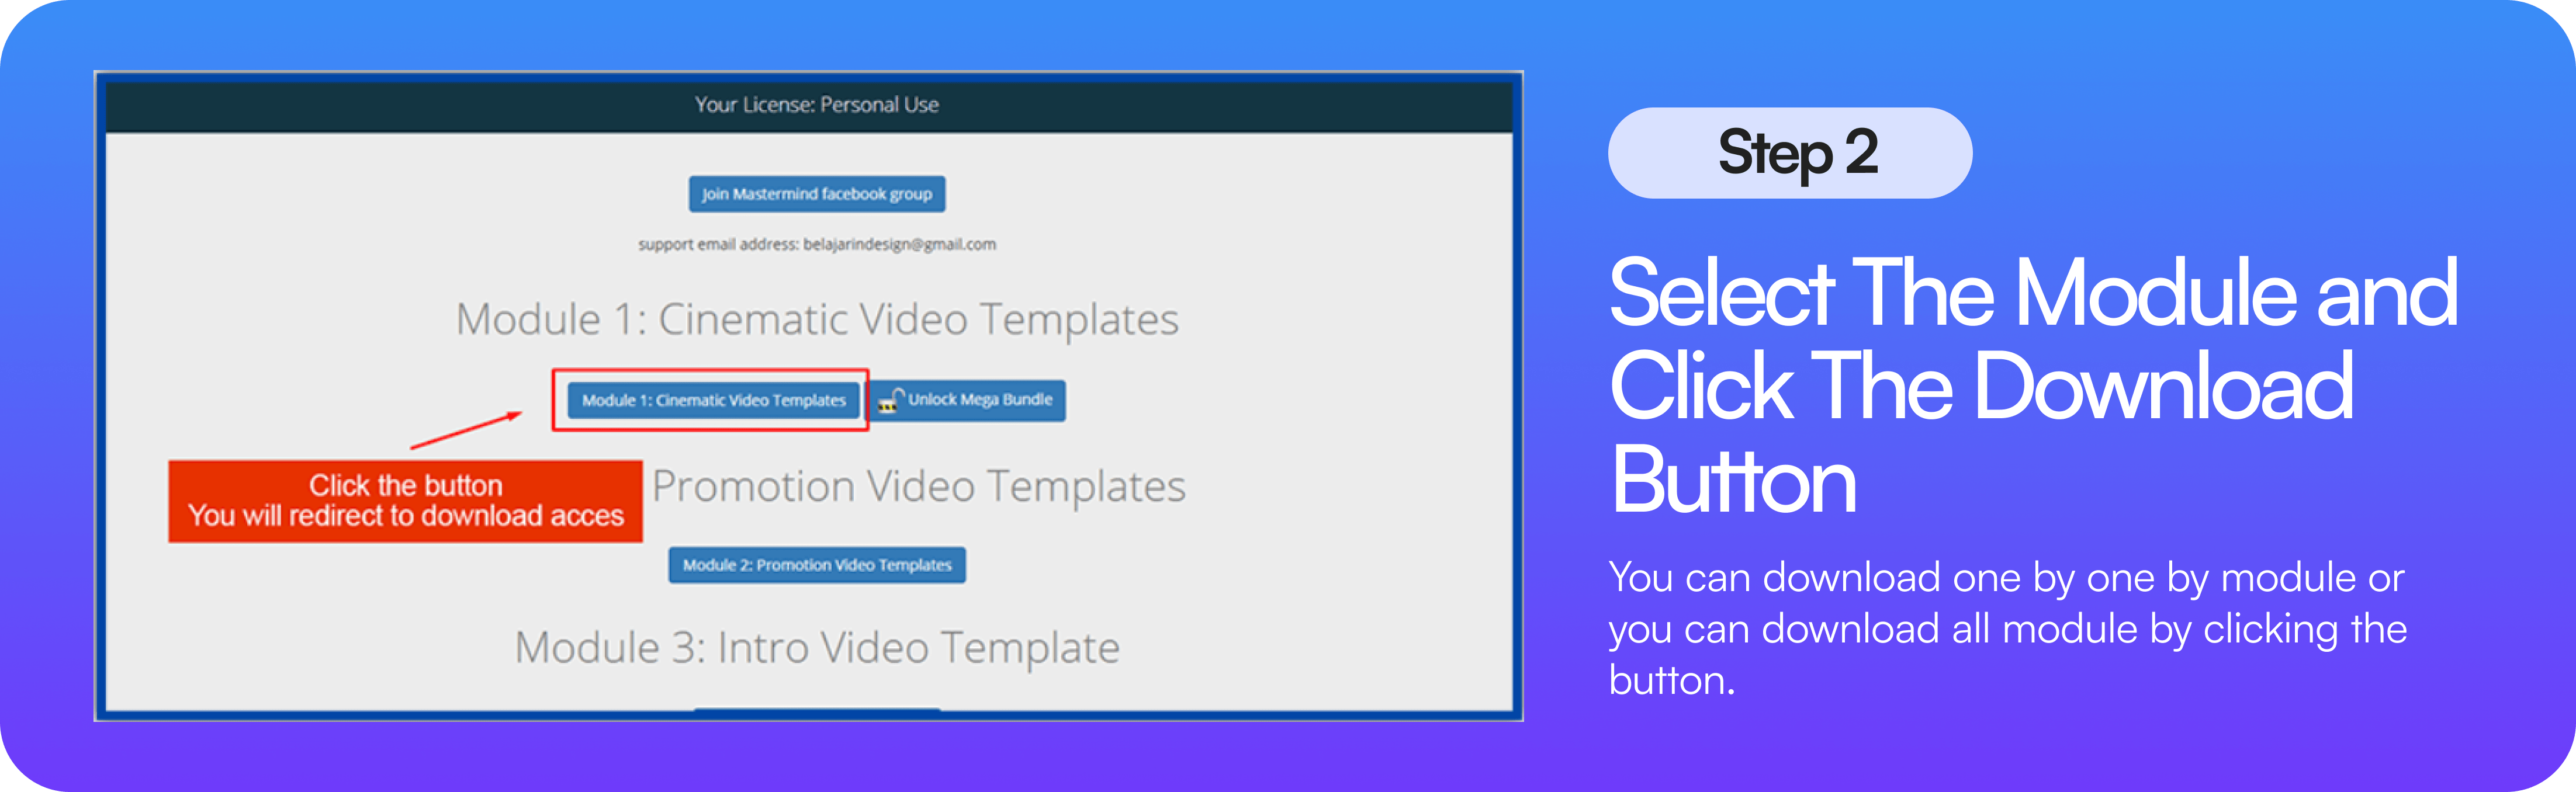 Your License: Personal Use
Join Mastermind facebook group
support email address: belajarindesign@gmail.com
Module 1: Cinematic Video Templates
Module 1: Cinematic Video Templates
Unlock Mega Bundle
Click the button
You will redirect to download acces
Promotion Video Templates
Module 2: Promotion Video Templates
Module 3: Intro Video Template
Step 2
Select The Module and
Click The Download
Button
You can download one by one by module or
you can download all module by clicking the
button.